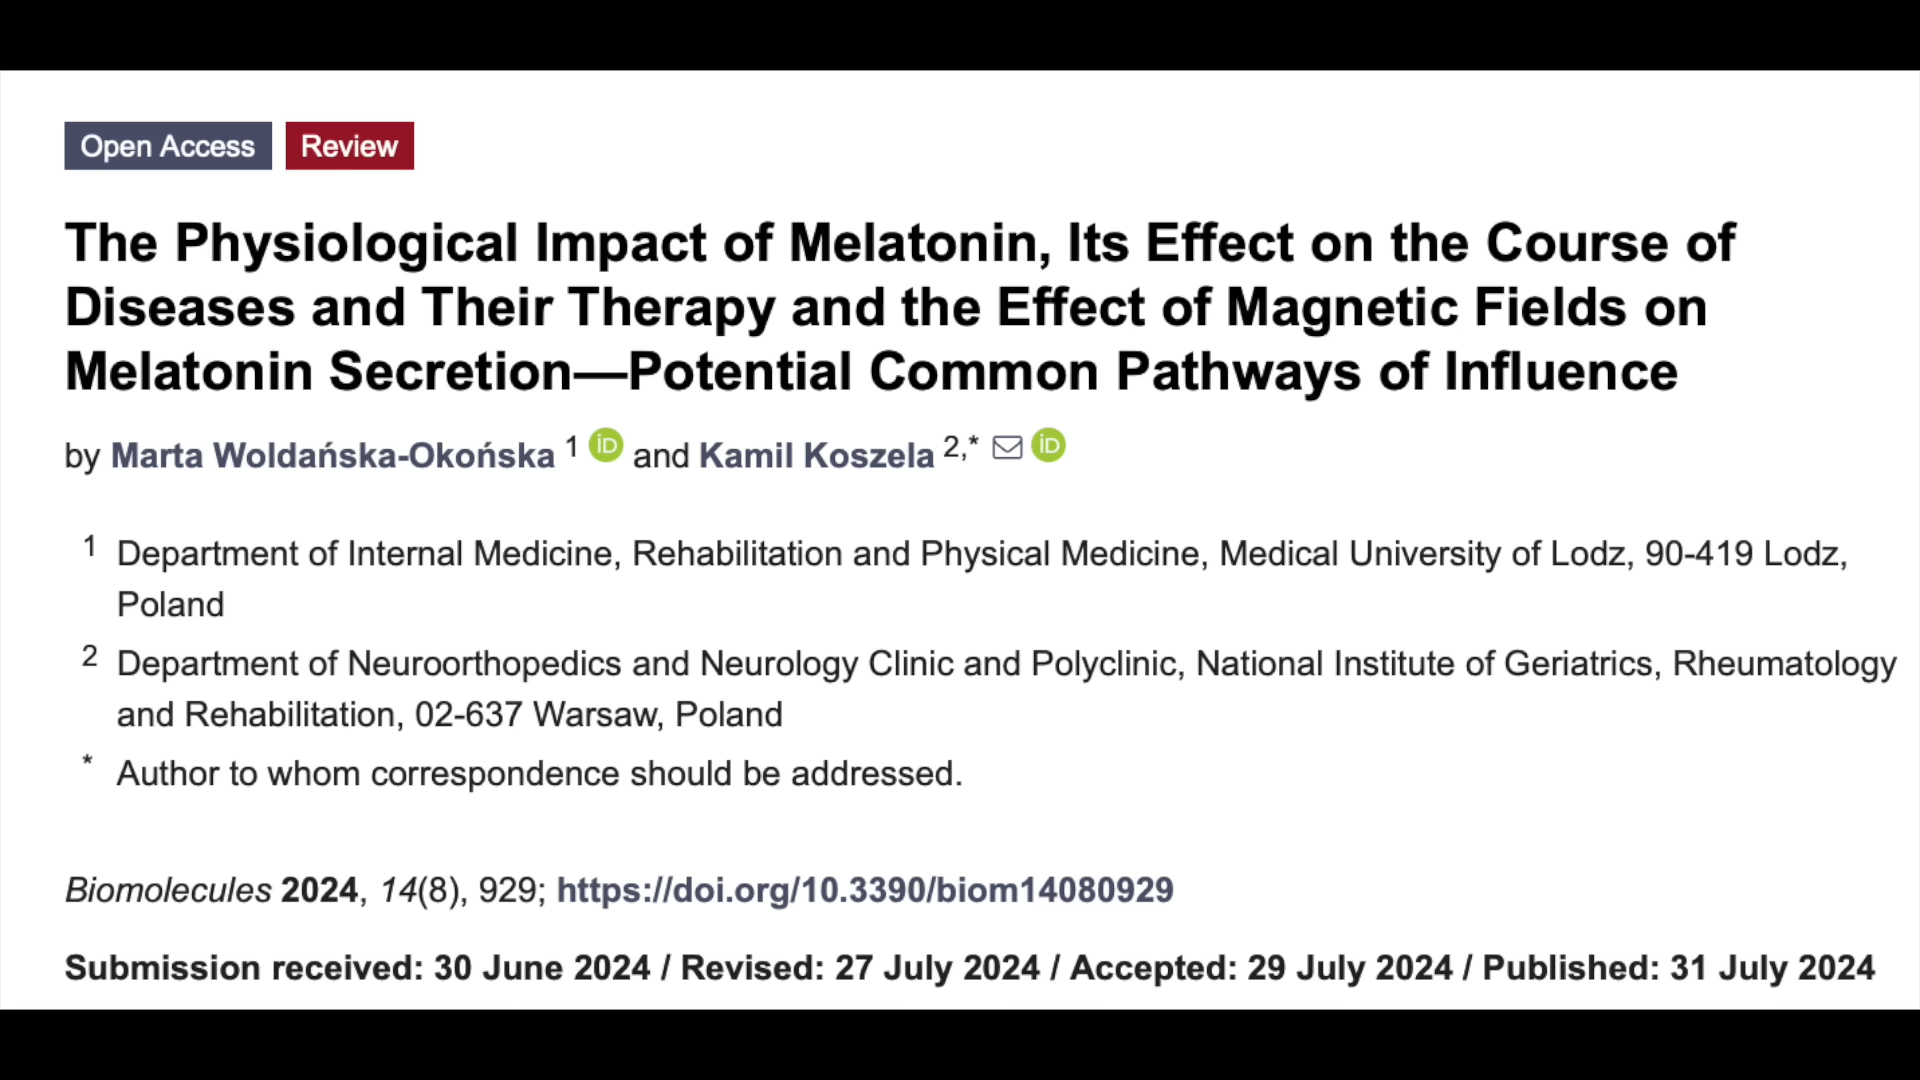 Open Access Review
The Physiological Impact of Melatonin, Its Effect on the Course of
Diseases and Their Therapy and the Effect of Magnetic Fields on
Melatonin Secretion—Potential Common Pathways of Influence
by Marta Woldańska-Okońska 1 iD and Kamil Koszela 2,* iD
1 Department of Internal Medicine, Rehabilitation and Physical Medicine, Medical University of Lodz, 90-419 Lodz,
Poland
2 Department of Neuroorthopedics and Neurology Clinic and Polyclinic, National Institute of Geriatrics, Rheumatology
and Rehabilitation, 02-637 Warsaw, Poland
* Author to whom correspondence should be addressed.
Biomolecules 2024, 14(8), 929; https://doi.org/10.3390/biom14080929
Submission received: 30 June 2024 / Revised: 27 July 2024 / Accepted: 29 July 2024 / Published: 31 July 2024